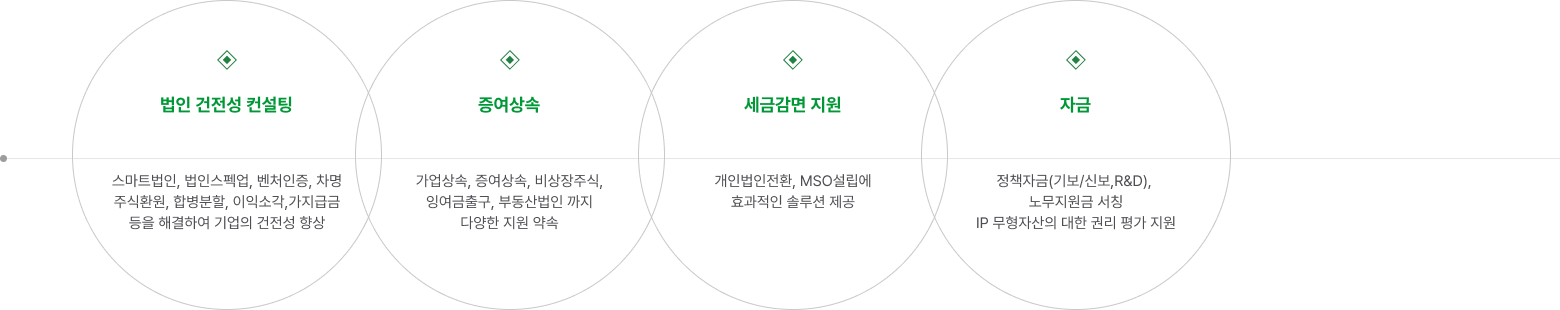 법인 건전성 컨설팅
스마트법인, 법인스펙업, 벤처인증, 차명
주식환원, 합병분할, 이익소각,가지급금
등을 해결하여 기업의 건전성 향상
증여상속
가업상속, 증여상속, 비상장주식,
잉여금출구, 부동산법인 까지
다양한 지원 약속
세금감면 지원
개인법인전환, MSO설립에
효과적인 솔루션 제공
자금
정책자금(기보/신보,R&D),
노무지원금 서칭
IP 무형자산의 대한 권리 평가 지원